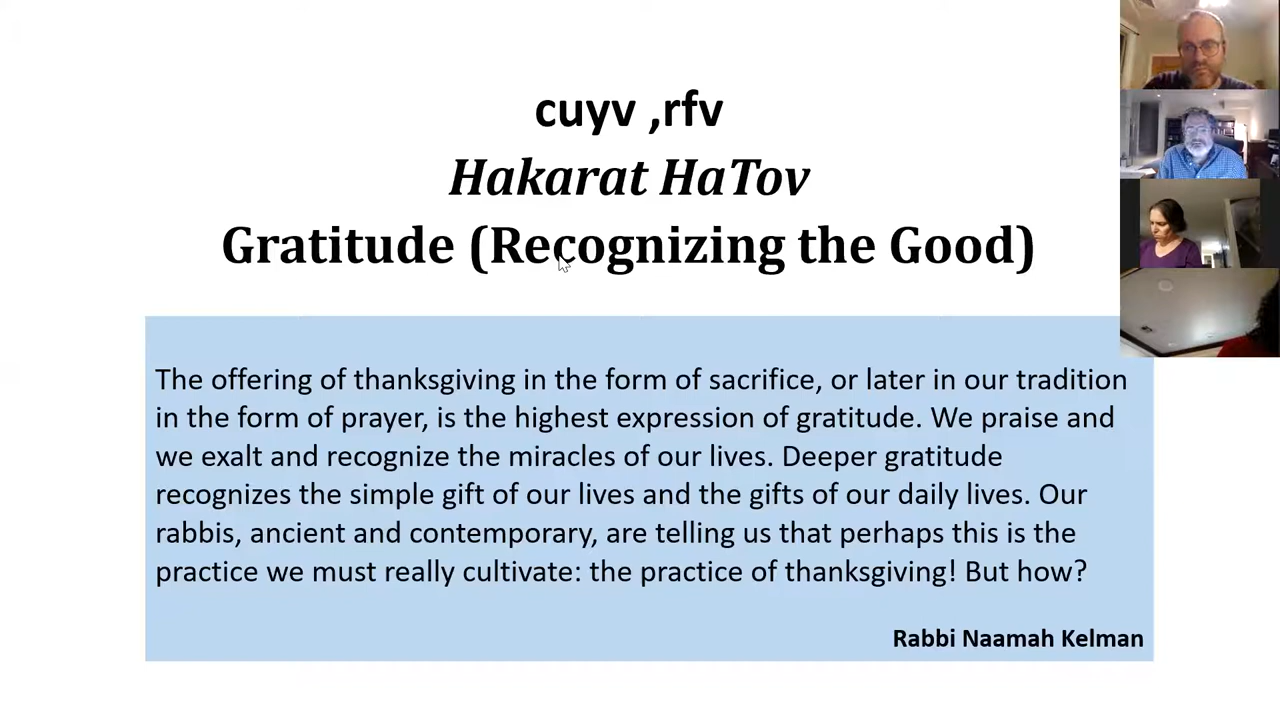 cuyv ,rfv
Hakarat HaTov
Gratitude (Recognizing the Good)
The offering of thanksgiving in the form of sacrifice, or later in our tradition
in the form of prayer, is the highest expression of gratitude. We praise and
we exalt and recognize the miracles of our lives. Deeper gratitude
recognizes the simple gift of our lives and the gifts of our daily lives. Our
rabbis, ancient and contemporary, are telling us that perhaps this is the
practice we must really cultivate: the practice of thanksgiving! But how?
Rabbi Naamah Kelman